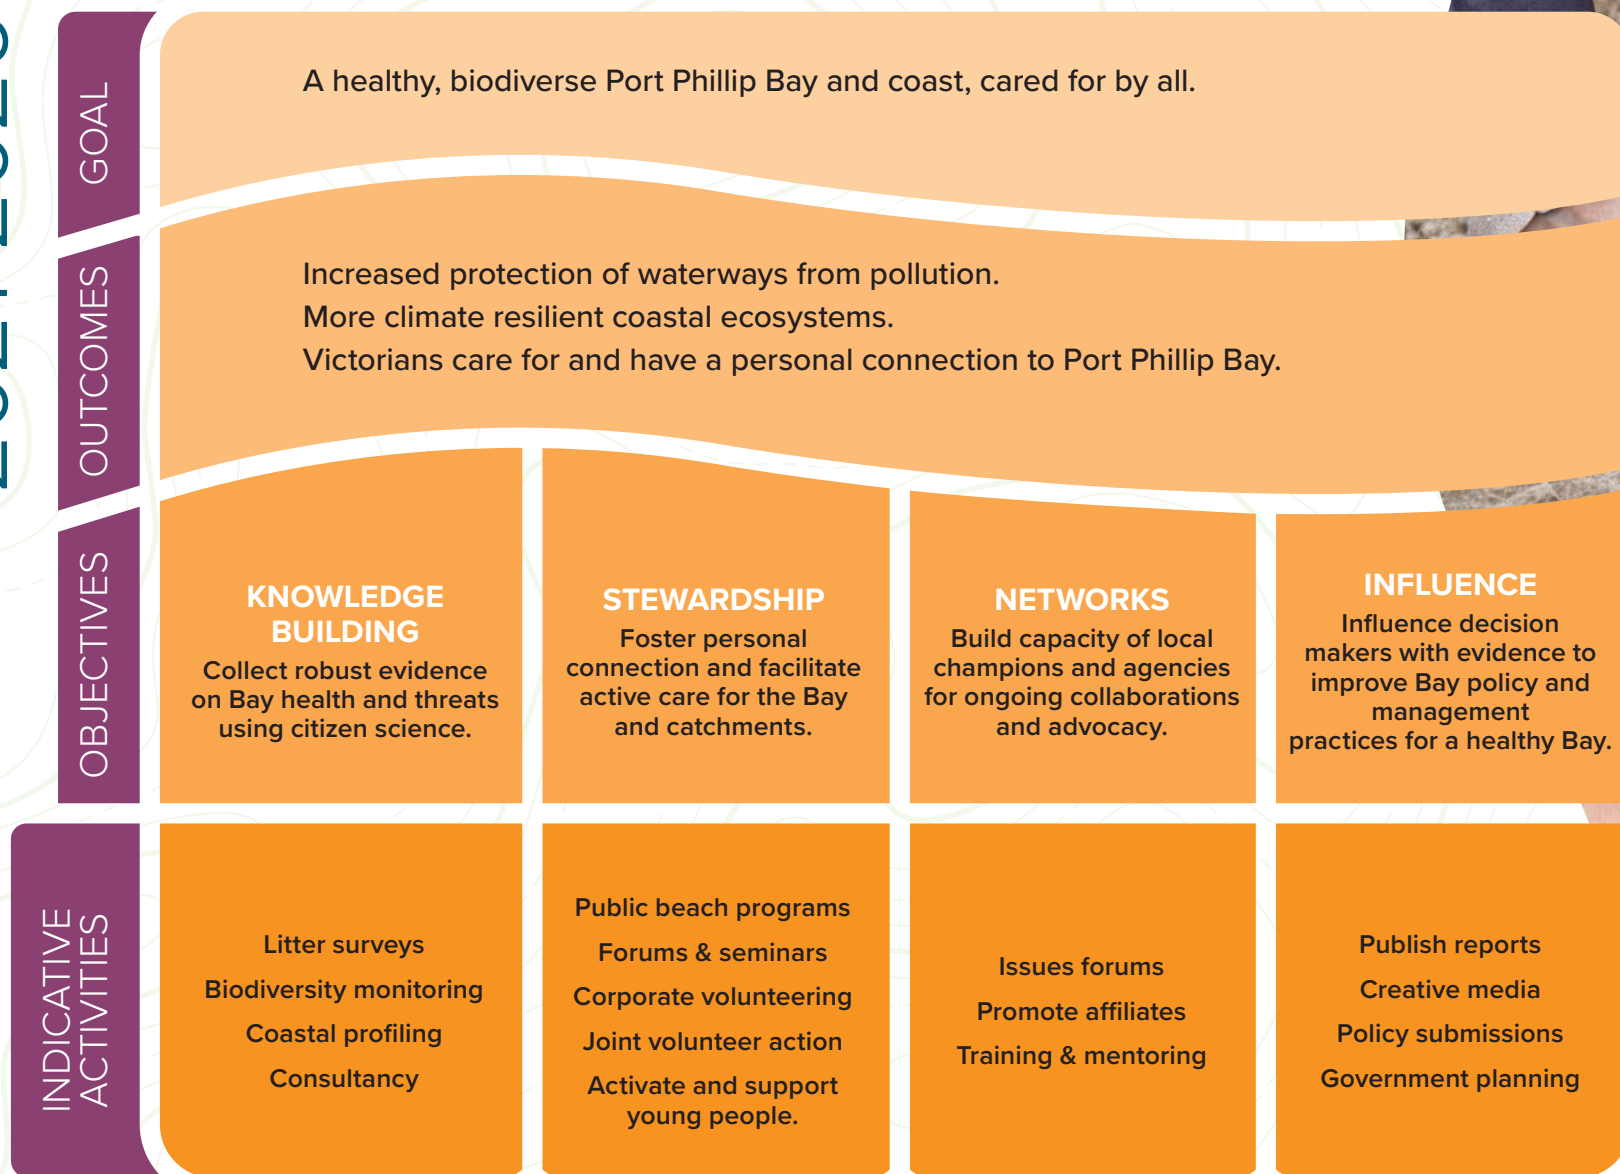 GOAL
A healthy, biodiverse Port Phillip Bay and coast, cared for by all.
OUTCOMES
Increased protection of waterways from pollution.
More climate resilient coastal ecosystems.
Victorians care for and have a personal connection to Port Phillip Bay.
OBJECTIVES
KNOWLEDGE
BUILDING
Collect robust evidence
on Bay health and threats
using citizen science.
STEWARDSHIP
Foster personal
connection and facilitate
active care for the Bay
and catchments.
NETWORKS
Build capacity of local
champions and agencies
for ongoing collaborations
and advocacy.
INFLUENCE
Influence decision
makers with evidence to
improve Bay policy and
management
practices for a healthy Bay.
INDICATIVE
ACTIVITIES
Litter surveys
Biodiversity monitoring
Coastal profiling
Consultancy
Public beach programs
Forums & seminars
Corporate volunteering
Joint volunteer action
Activate and support
young people.
Issues forums
Promote affiliates
Training & mentoring
Publish reports
Creative media
Policy submissions
Government planning